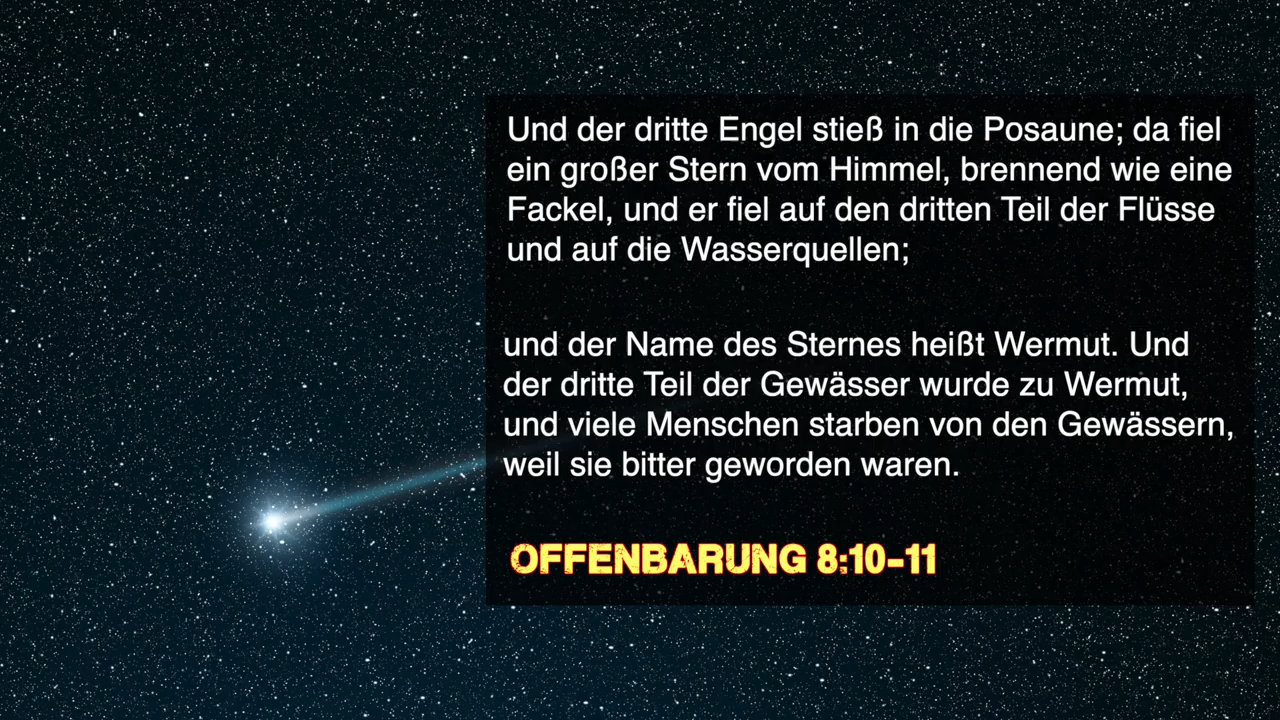 Und der dritte Engel stieß in die Posaune; da fiel
ein großer Stern vom Himmel, brennend wie eine
Fackel, und er fiel auf den dritten Teil der Flüsse
und auf die Wasserquellen;
und der Name des Sternes heißt Wermut. Und
der dritte Teil der Gewässer wurde zu Wermut,
und viele Menschen starben von den Gewässern,
weil sie bitter geworden waren.
OFFENBARUNG 8:10-11